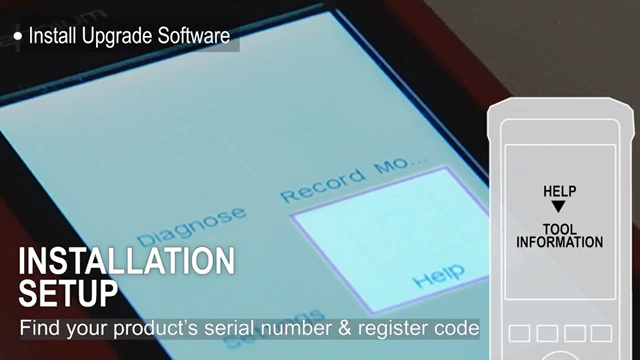 • Install Upgrade Software
Record Mo...
Diagnose
Help
Settings
INSTALLATION
SETUP
Find your product's serial number & register code
HELP
TOOL
INFORMATION